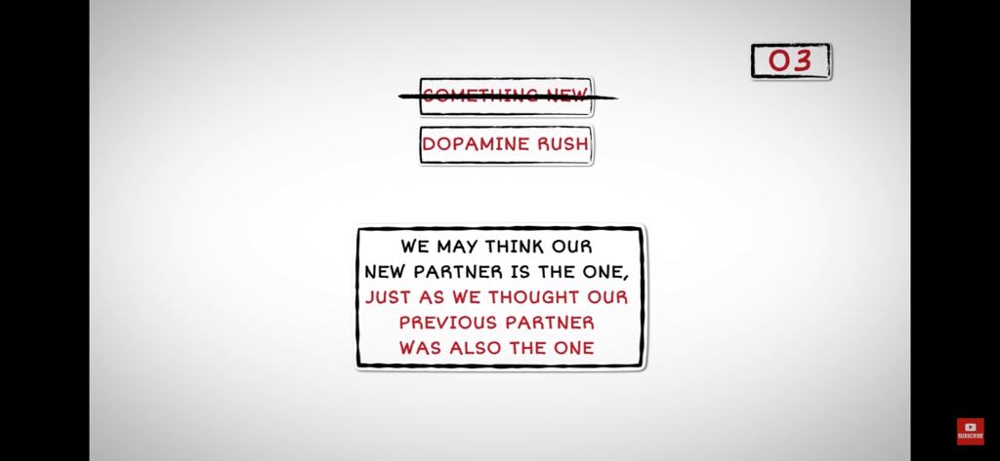 03
SOMETHING NEW
DOPAMINE RUSH
WE MAY THINK OUR
NEW PARTNER IS THE ONE,
JUST AS WE THOUGHT OUR
PREVIOUS PARTNER
WAS ALSO THE ONE
SUBSCRIBE